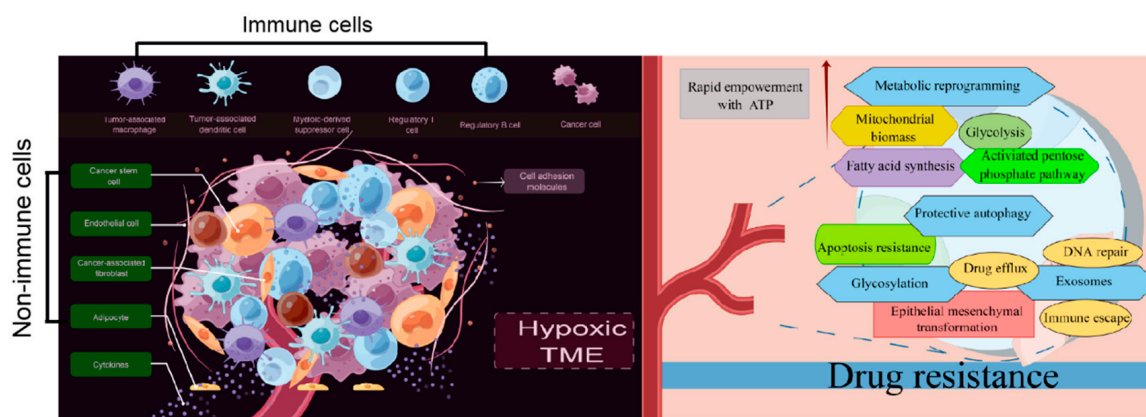 Immune cells
Tumor-associated
macrophage
Tumor-associated
dendritic cell
Myeloic-derived
suppressor cell
Regulatory T
cell
Regulatory B cell
Cancer cell
Non-immune cells
Cancer stem
cell
Endothelial cell
Cancer-associated
fibroblast
Adipocyte
Cytokines
Cell adhesion
molecules
Hypoxic
TME
Rapid empowerment
with ATP
Metabolic reprogramming
Mitochondrial
biomass
Glycolysis
Fatty acid synthesis
Activiated pentose
phosphate pathway
Protective autophagy
Apoptosis resistance
DNA repair
Drug efflux
Glycosylation
Exosomes
Epithelial mesenchymal
transformation
Immune escape
Drug resistance